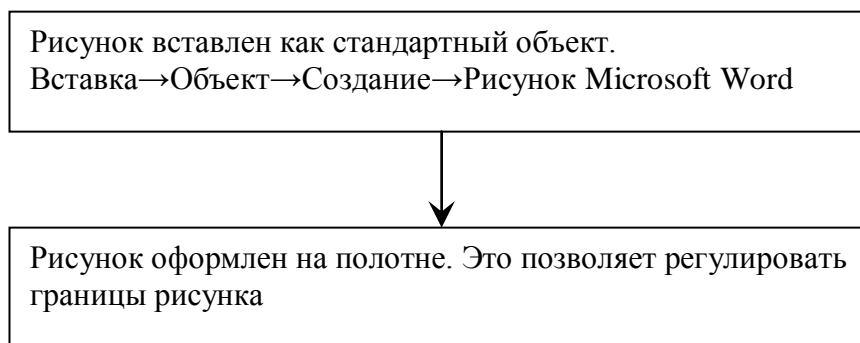 Рисунок вставлен как стандартный объект.
Вставка→Объект→Создание→Рисунок Microsoft Word
Рисунок оформлен на полотне. Это позволяет регулировать
границы рисунка